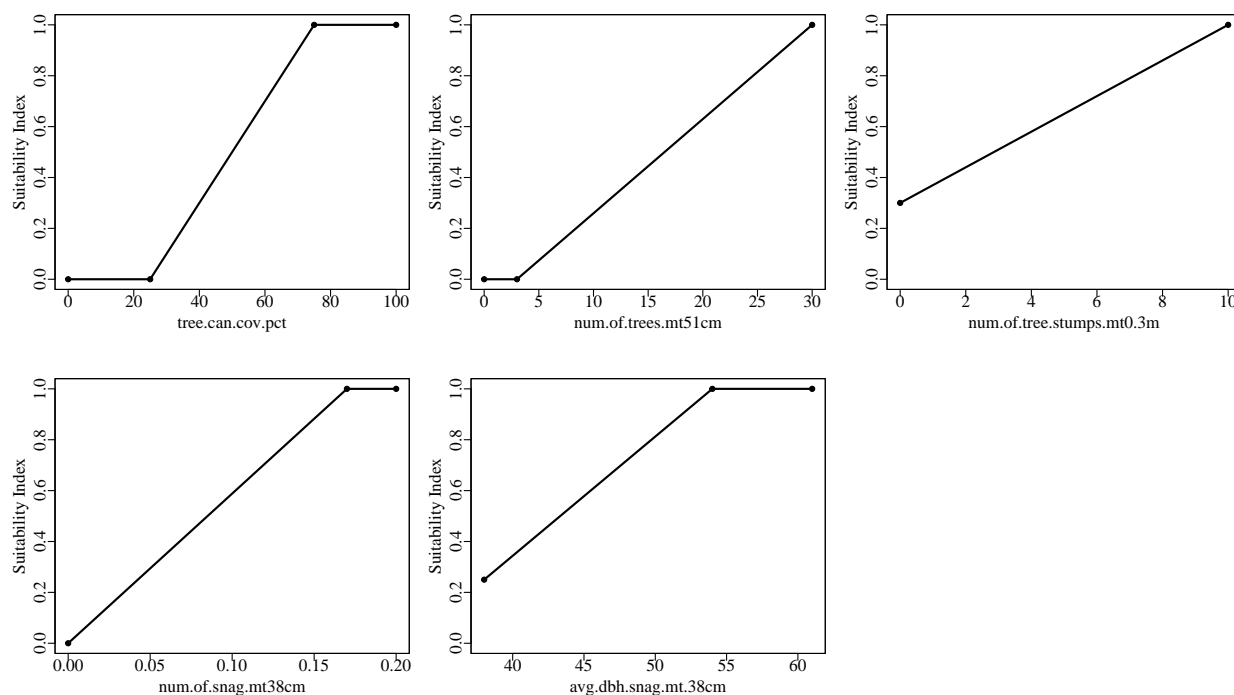 Suitability Index
0.0 0.2 0.4 0.6 0.8 1.0
0 20 40 60 80 100
tree.can.cov.pct
Suitability Index
0.0 0.2 0.4 0.6 0.8 1.0
0 5 10 15 20 25 30
num.of.trees.mt51cm
Suitability Index
0.0 0.2 0.4 0.6 0.8 1.0
0 2 4 6 8 10
num.of.tree.stumps.mt0.3m
Suitability Index
0.0 0.2 0.4 0.6 0.8 1.0
0.00 0.05 0.10 0.15 0.20
num.of.snag.mt38cm
Suitability Index
0.0 0.2 0.4 0.6 0.8 1.0
40 45 50 55 60
avg.dbh.snag.mt.38cm